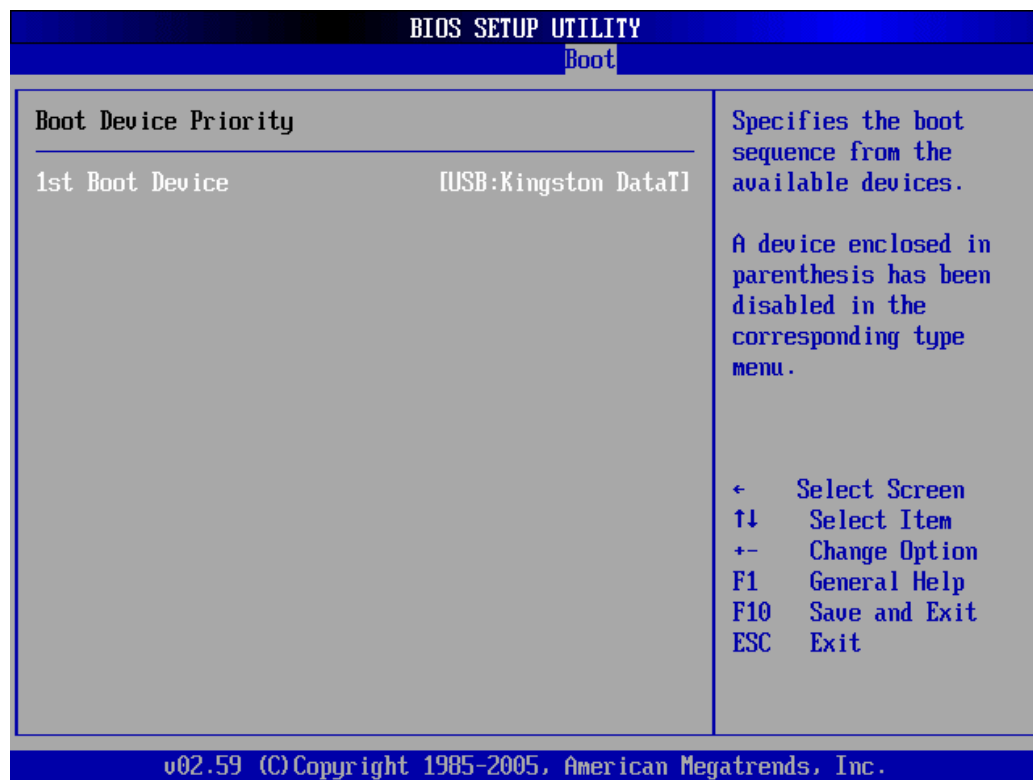 BIOS SETUP UTILITY
Boot
Boot Device Priority
1st Boot Device [USB:Kingston DataT]
Specifies the boot
sequence from the
available devices.
A device enclosed in
parenthesis has been
disabled in the
corresponding type
menu.
← Select Screen
↑↓ Select Item
+- Change Option
F1 General Help
F10 Save and Exit
ESC Exit
v02.59 (C)Copyright 1985-2005, American Megatrends, Inc.